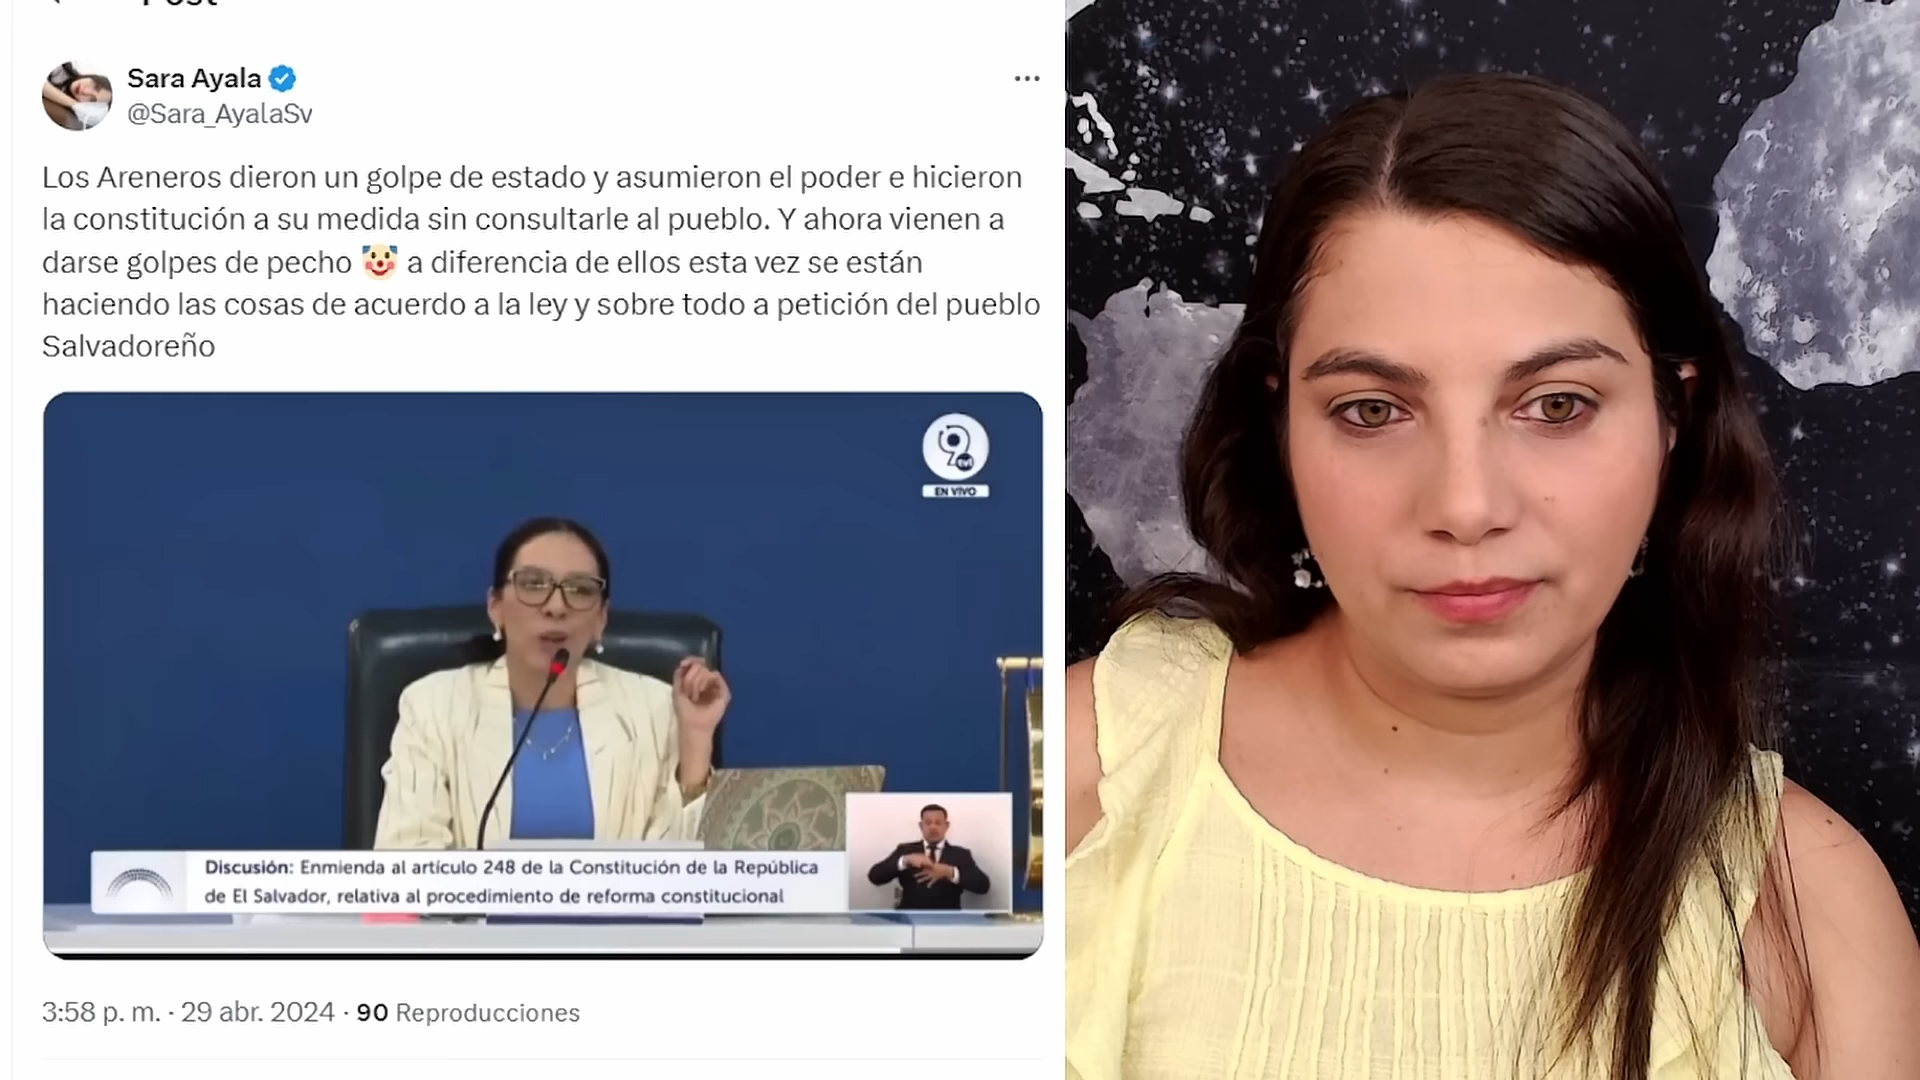 Post
Sara Ayala
@Sara_AyalaSv
Los Areneros dieron un golpe de estado y asumieron el poder e hicieron
la constitución a su medida sin consultarle al pueblo. Y ahora vienen a
darse golpes de pecho 🤡 a diferencia de ellos esta vez se están
haciendo las cosas de acuerdo a la ley y sobre todo a petición del pueblo
Salvadoreño
9
tvl
EN VIVO
Discusión: Enmienda al artículo 248 de la Constitución de la República
de El Salvador, relativa al procedimiento de reforma constitucional
3:58 p. m. · 29 abr. 2024 · 90 Reproducciones